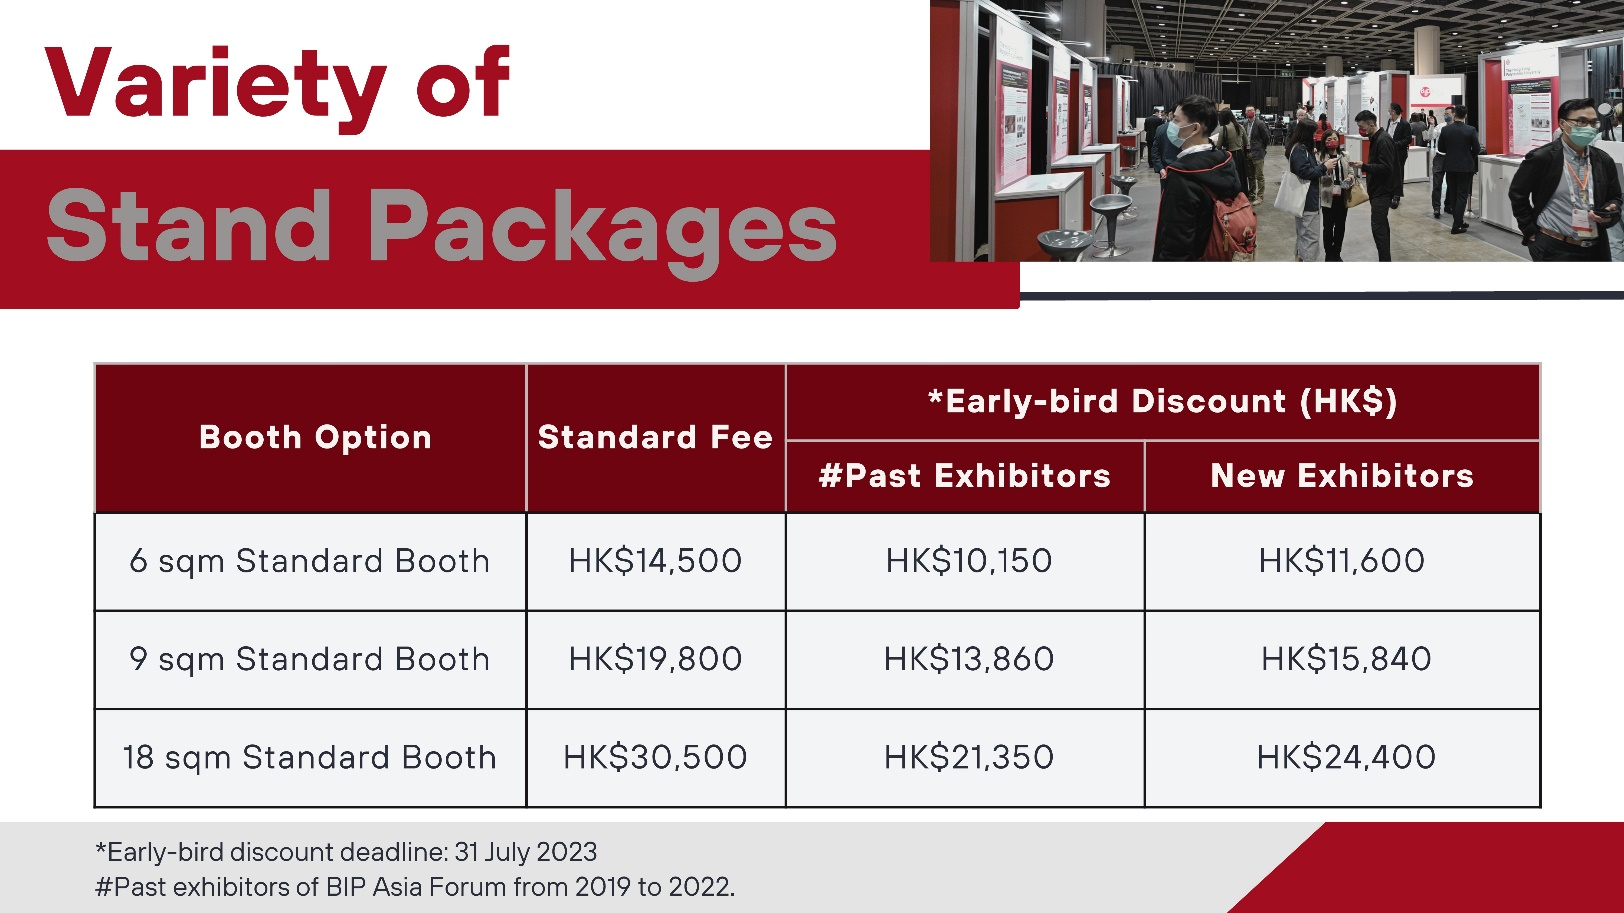 Variety of
Stand Packages
Booth Option
Standard Fee
*Early-bird Discount (HK$)
#Past Exhibitors
New Exhibitors
6 sqm Standard Booth
HK$14,500
HK$10,150
HK$11,600
9 sqm Standard Booth
HK$19,800
HK$13,860
HK$15,840
18 sqm Standard Booth
HK$30,500
HK$21,350
HK$24,400
*Early-bird discount deadline: 31 July 2023
#Past exhibitors of BIP Asia Forum from 2019 to 2022.